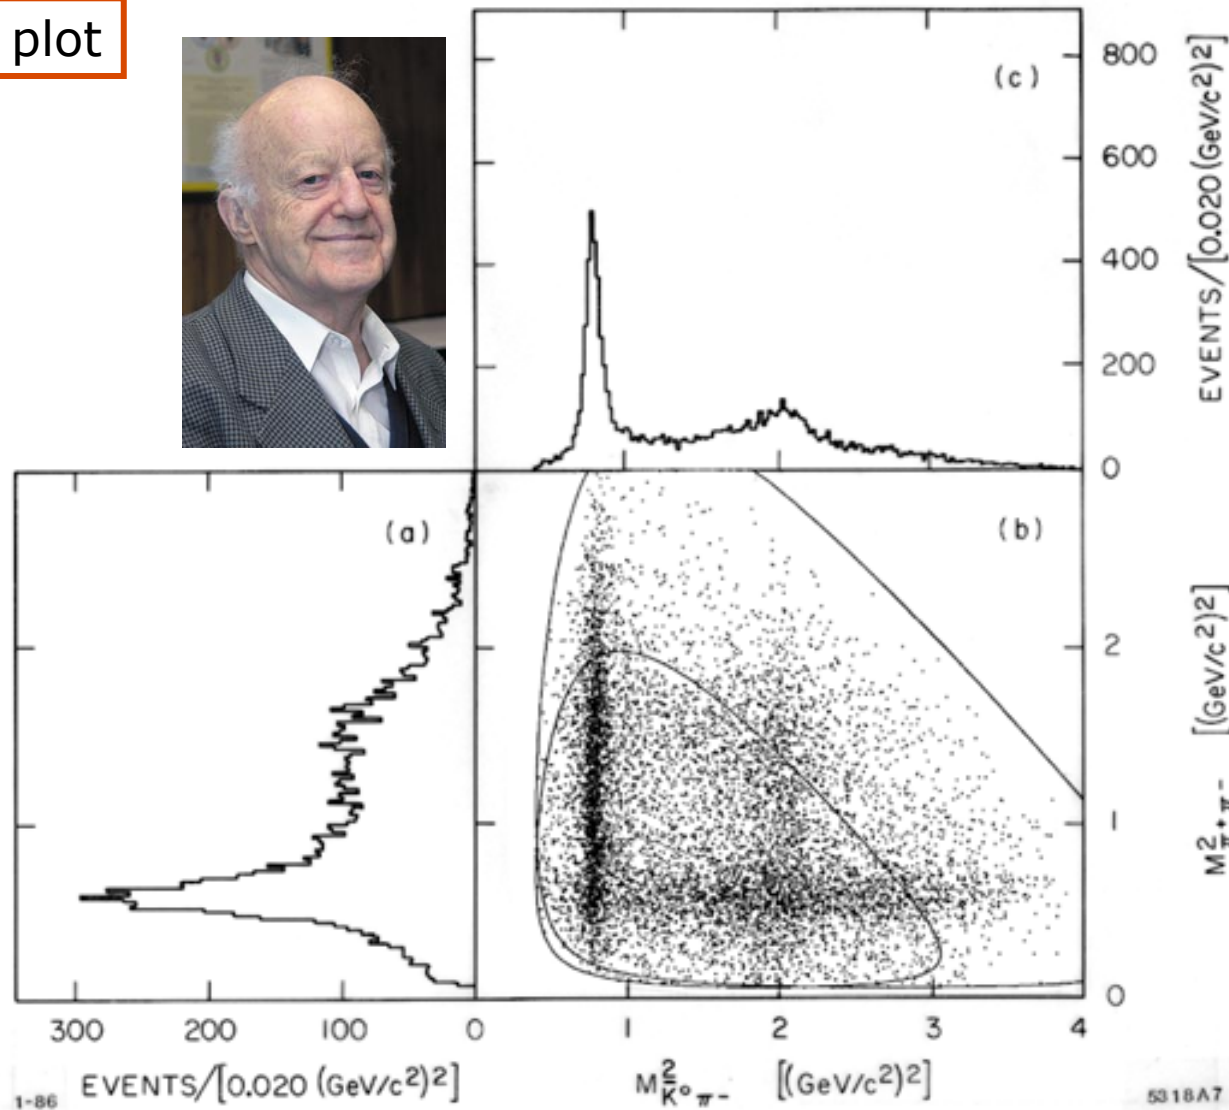 plot
(c)
800
600
400
200
0
EVENTS/[0.020 (GeV/c²)²]
(a)
(b)
2
1
0
M²π⁺π⁻ [(GeV/c²)²]
300 200 100 0 1 2 3 4
EVENTS/[0.020 (GeV/c²)²]
M²K̄°π⁻ [(GeV/c²)²]
1-86
5318A7